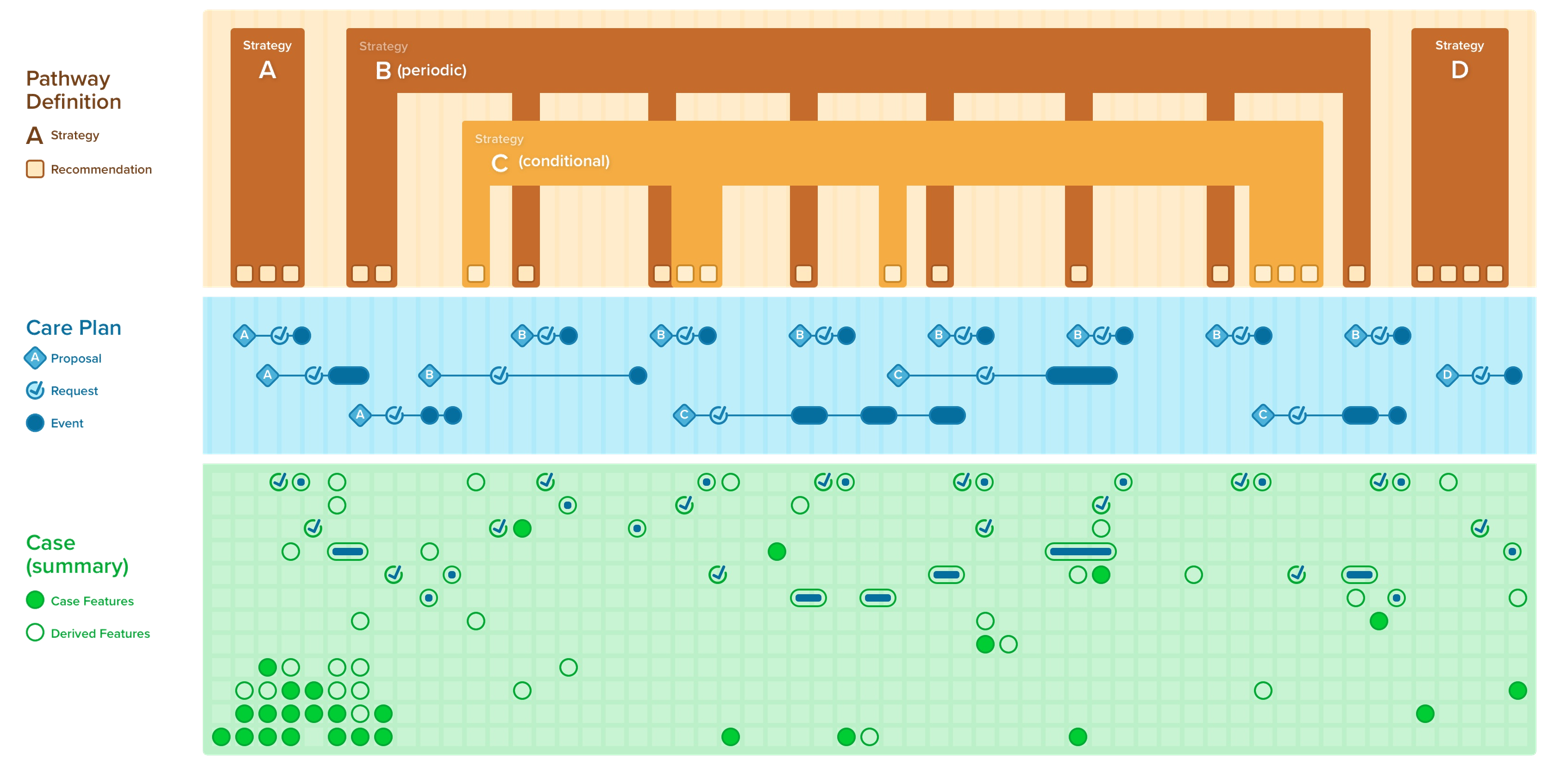 Pathway
Definition
A Strategy
Recommendation
Strategy
A
Strategy
B (periodic)
Strategy
C (conditional)
Strategy
D
Care Plan
A Proposal
Request
Event
A B B B B B B B
A B C D
A C C
Case
(summary)
Case Features
Derived Features